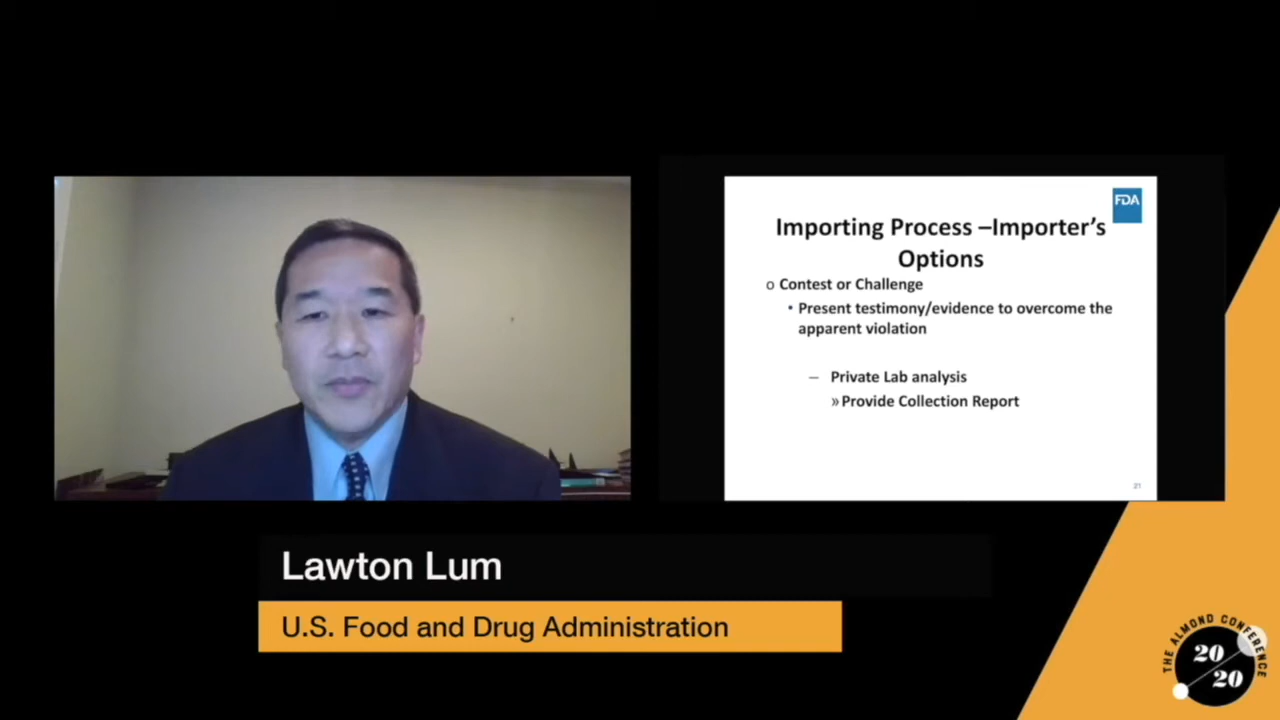 FDA
Importing Process –Importer’s
Options
o Contest or Challenge
• Present testimony/evidence to overcome the
apparent violation
– Private Lab analysis
» Provide Collection Report
21
Lawton Lum
U.S. Food and Drug Administration
THE ALMOND CONFERENCE
20
20